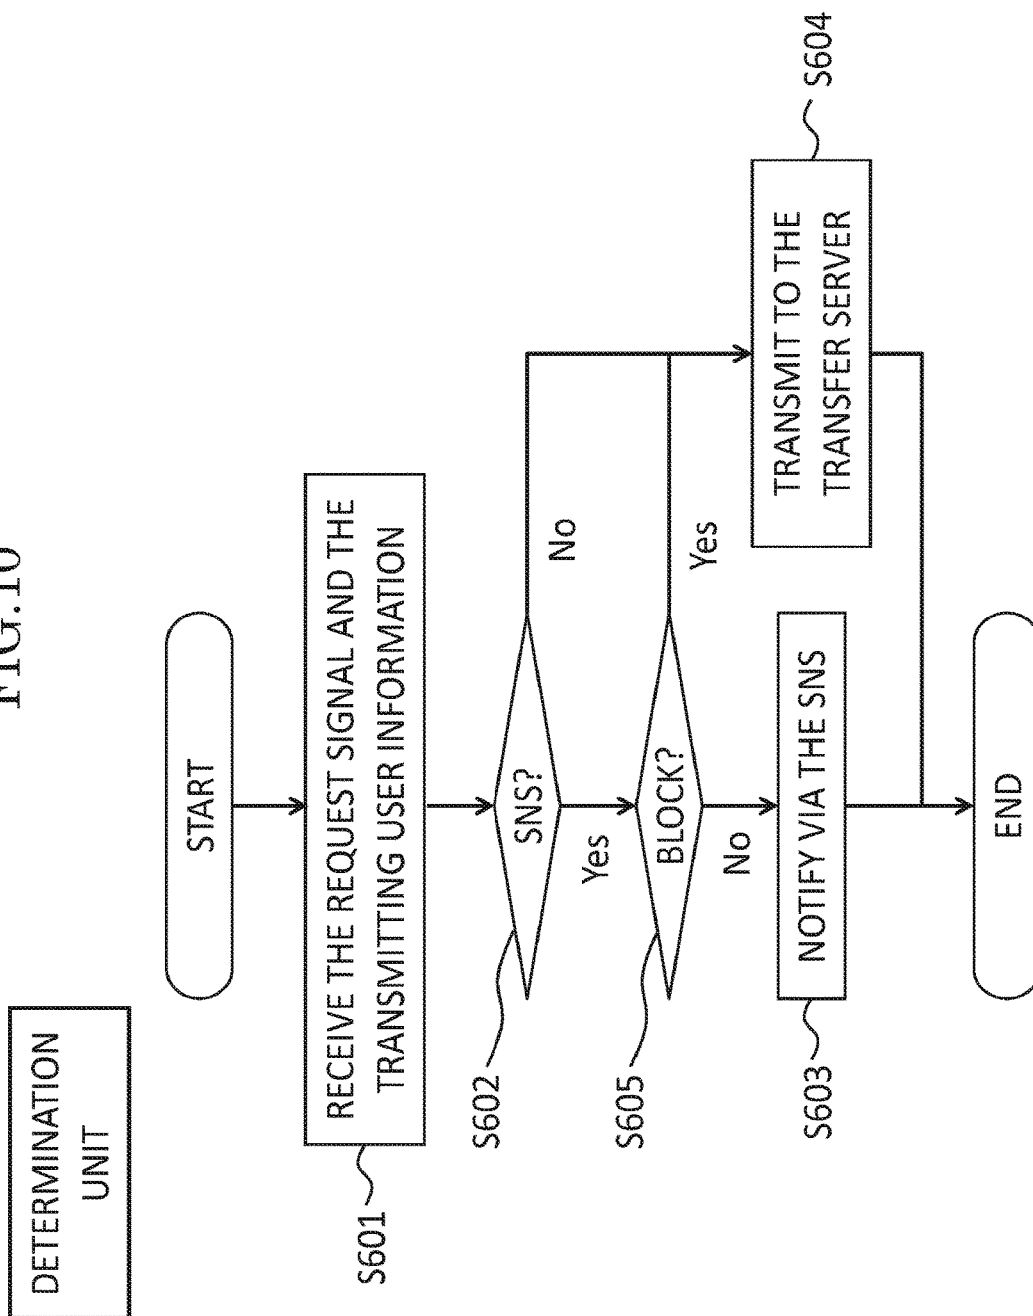 FIG.10
DETERMINATION
UNIT
START
RECEIVE THE REQUEST SIGNAL AND THE
TRANSMITTING USER INFORMATION
S601
SNS?
S602
No
Yes
BLOCK?
S605
Yes
No
NOTIFY VIA THE SNS
S603
TRANSMIT TO THE
TRANSFER SERVER
S604
END